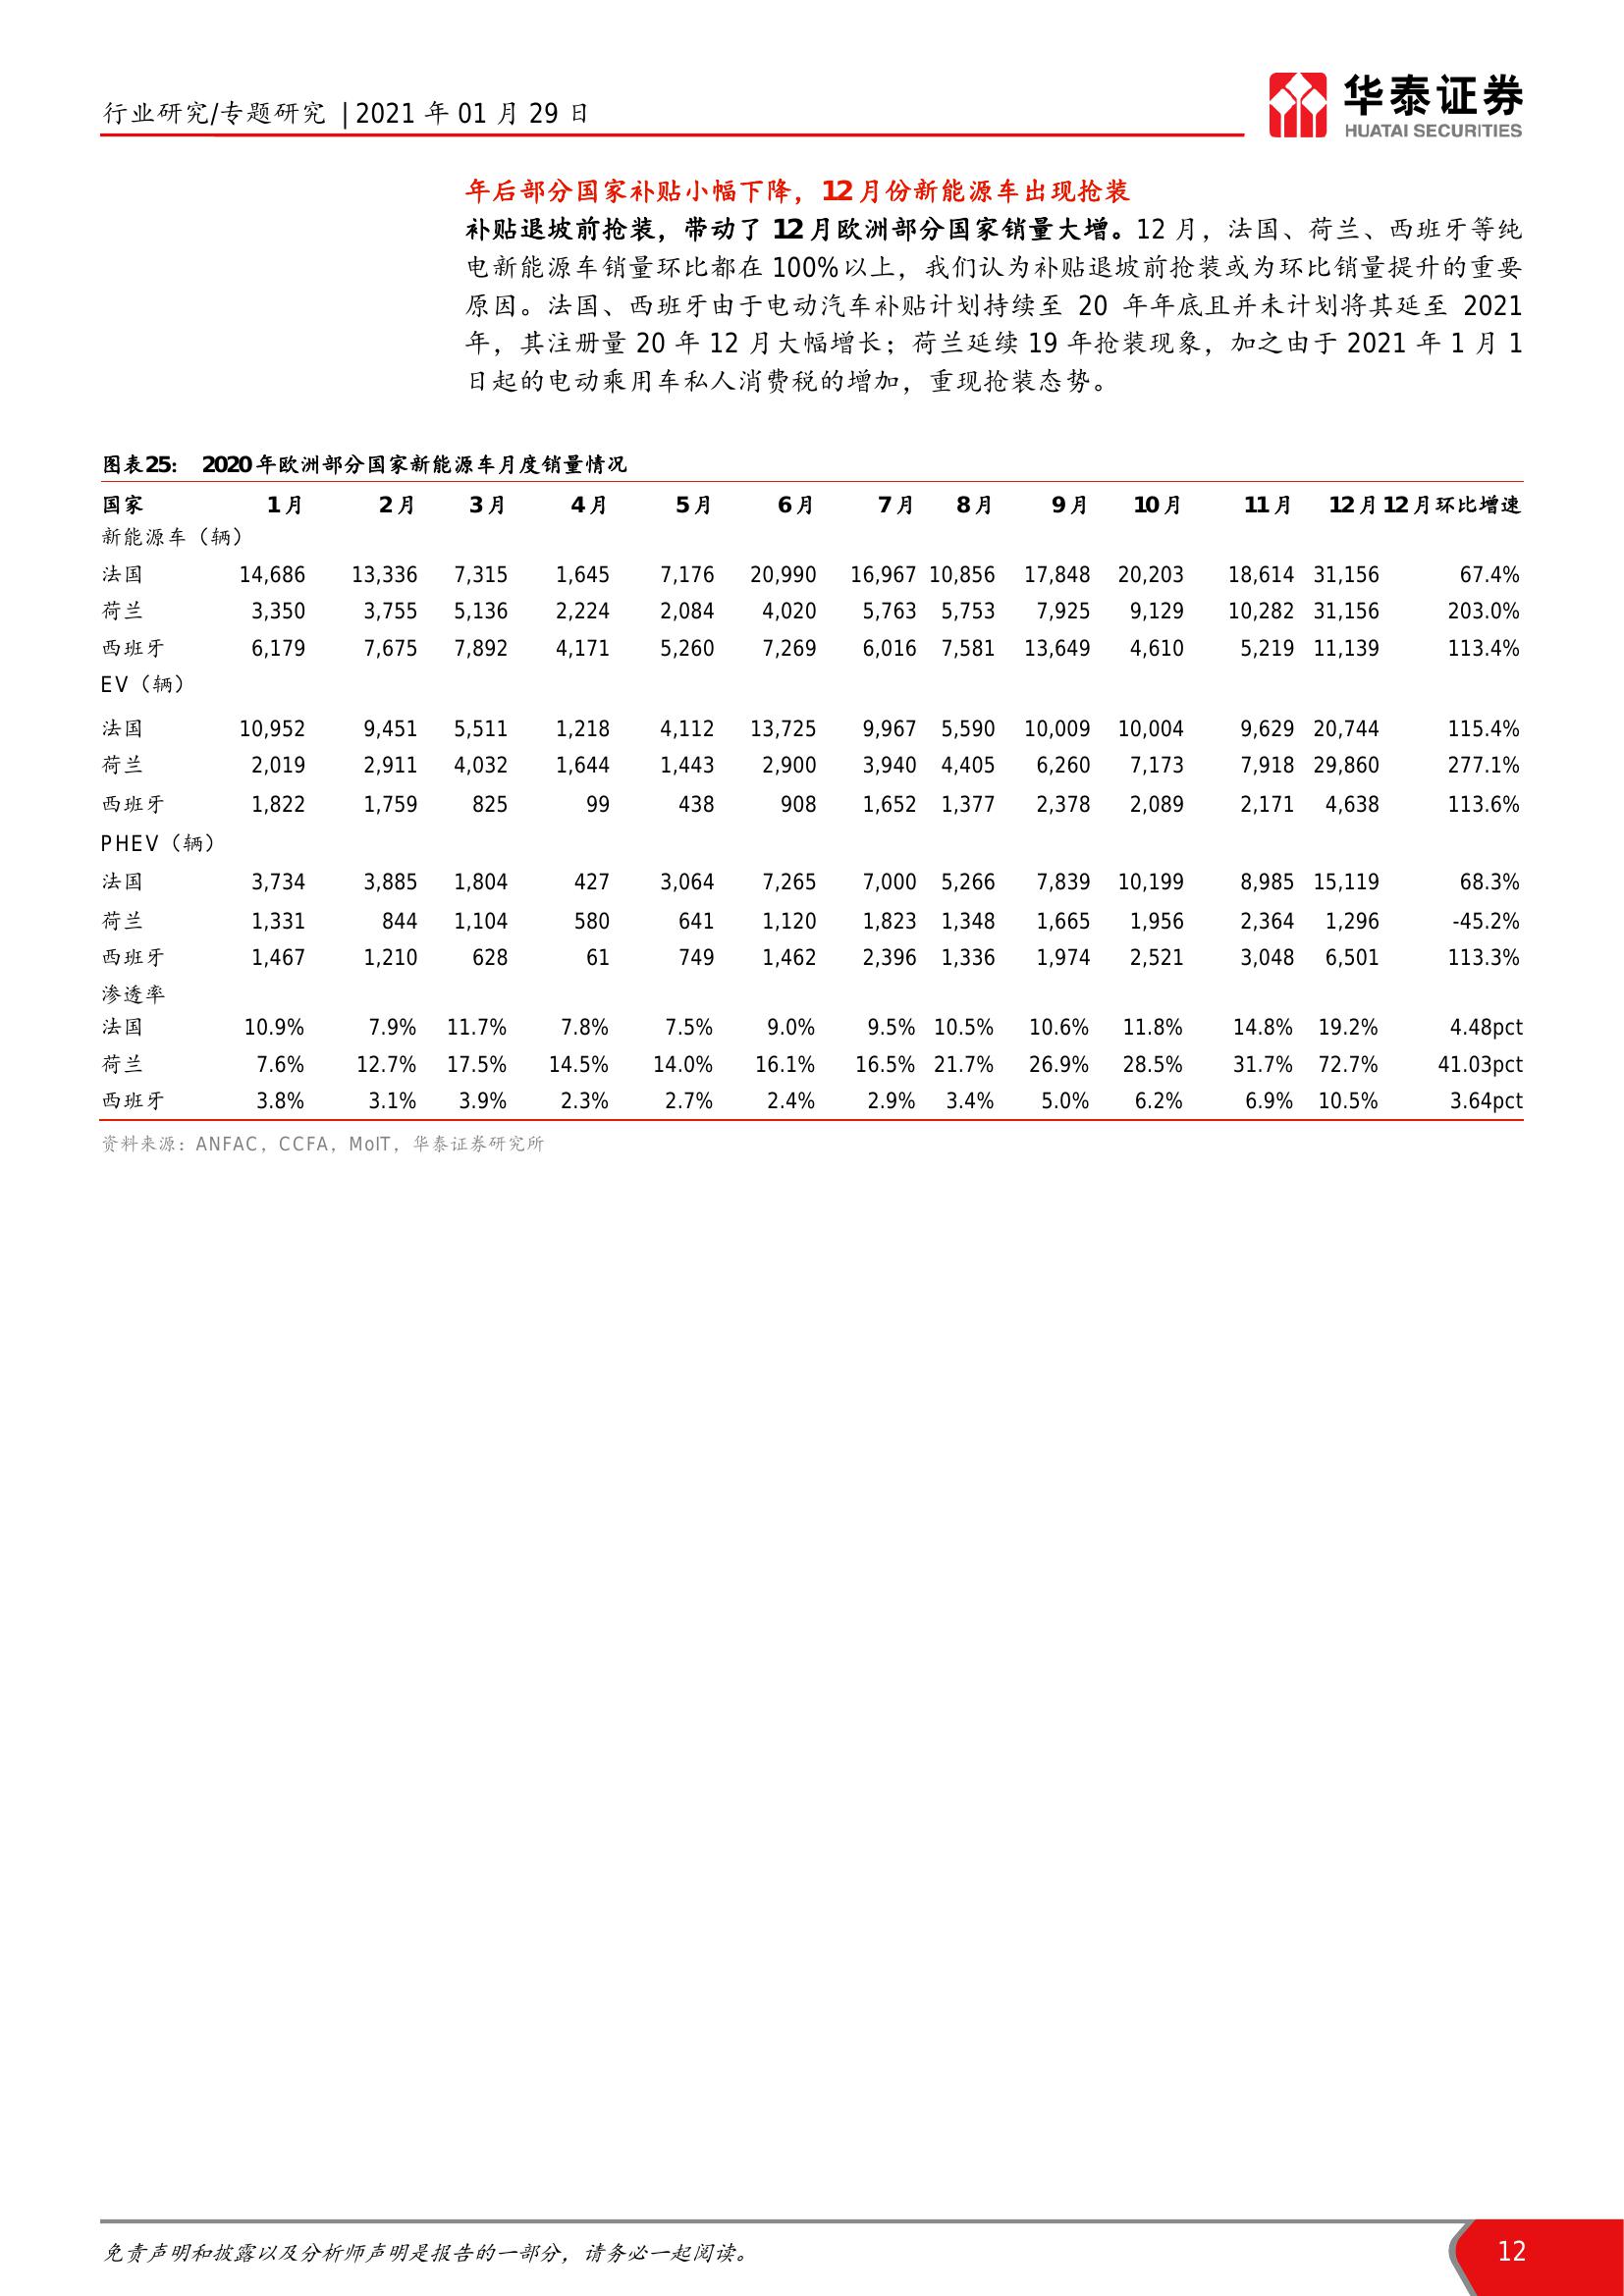 行业研究/专题研究 | 2021 年 01 月 29 日
华泰证券
HUATAI SECURITIES
年后部分国家补贴小幅下降，12 月份新能源车出现抢装
补贴退坡前抢装，带动了 12 月欧洲部分国家销量大增。12 月，法国、荷兰、西班牙等纯
电新能源车销量环比都在 100%以上，我们认为补贴退坡前抢装或为环比销量提升的重要
原因。法国、西班牙由于电动汽车补贴计划持续至 20 年年底且并未计划将其延至 2021
年，其注册量 20 年 12 月大幅增长；荷兰延续 19 年抢装现象，加之由于 2021 年 1 月 1
日起的电动乘用车私人消费税的增加，重现抢装态势。
图表25： 2020 年欧洲部分国家新能源车月度销量情况
国家 1 月 2 月 3 月 4 月 5 月 6 月 7 月 8 月 9 月 10 月 11 月 12 月 12 月环比增速
新能源车（辆）
法国 14,686 13,336 7,315 1,645 7,176 20,990 16,967 10,856 17,848 20,203 18,614 31,156 67.4%
荷兰 3,350 3,755 5,136 2,224 2,084 4,020 5,763 5,753 7,925 9,129 10,282 31,156 203.0%
西班牙 6,179 7,675 7,892 4,171 5,260 7,269 6,016 7,581 13,649 4,610 5,219 11,139 113.4%
EV（辆）
法国 10,952 9,451 5,511 1,218 4,112 13,725 9,967 5,590 10,009 10,004 9,629 20,744 115.4%
荷兰 2,019 2,911 4,032 1,644 1,443 2,900 3,940 4,405 6,260 7,173 7,918 29,860 277.1%
西班牙 1,822 1,759 825 99 438 908 1,652 1,377 2,378 2,089 2,171 4,638 113.6%
PHEV（辆）
法国 3,734 3,885 1,804 427 3,064 7,265 7,000 5,266 7,839 10,199 8,985 15,119 68.3%
荷兰 1,331 844 1,104 580 641 1,120 1,823 1,348 1,665 1,956 2,364 1,296 -45.2%
西班牙 1,467 1,210 628 61 749 1,462 2,396 1,336 1,974 2,521 3,048 6,501 113.3%
渗透率
法国 10.9% 7.9% 11.7% 7.8% 7.5% 9.0% 9.5% 10.5% 10.6% 11.8% 14.8% 19.2% 4.48pct
荷兰 7.6% 12.7% 17.5% 14.5% 14.0% 16.1% 16.5% 21.7% 26.9% 28.5% 31.7% 72.7% 41.03pct
西班牙 3.8% 3.1% 3.9% 2.3% 2.7% 2.4% 2.9% 3.4% 5.0% 6.2% 6.9% 10.5% 3.64pct
资料来源：ANFAC，CCFA，MoIT，华泰证券研究所
免责声明和披露以及分析师声明是报告的一部分，请务必一起阅读。
12